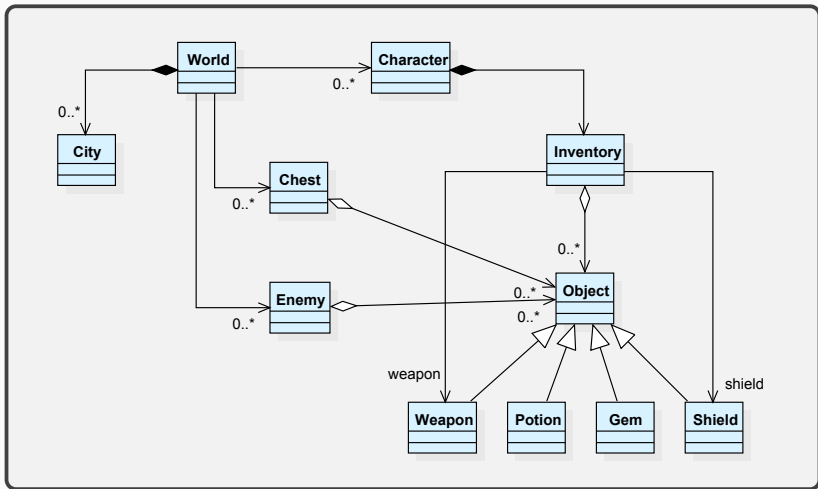 World
Character
0..*
0..*
City
Inventory
Chest
0..*
0..*
Enemy
Object
0..*
0..*
0..*
weapon
shield
Weapon
Potion
Gem
Shield